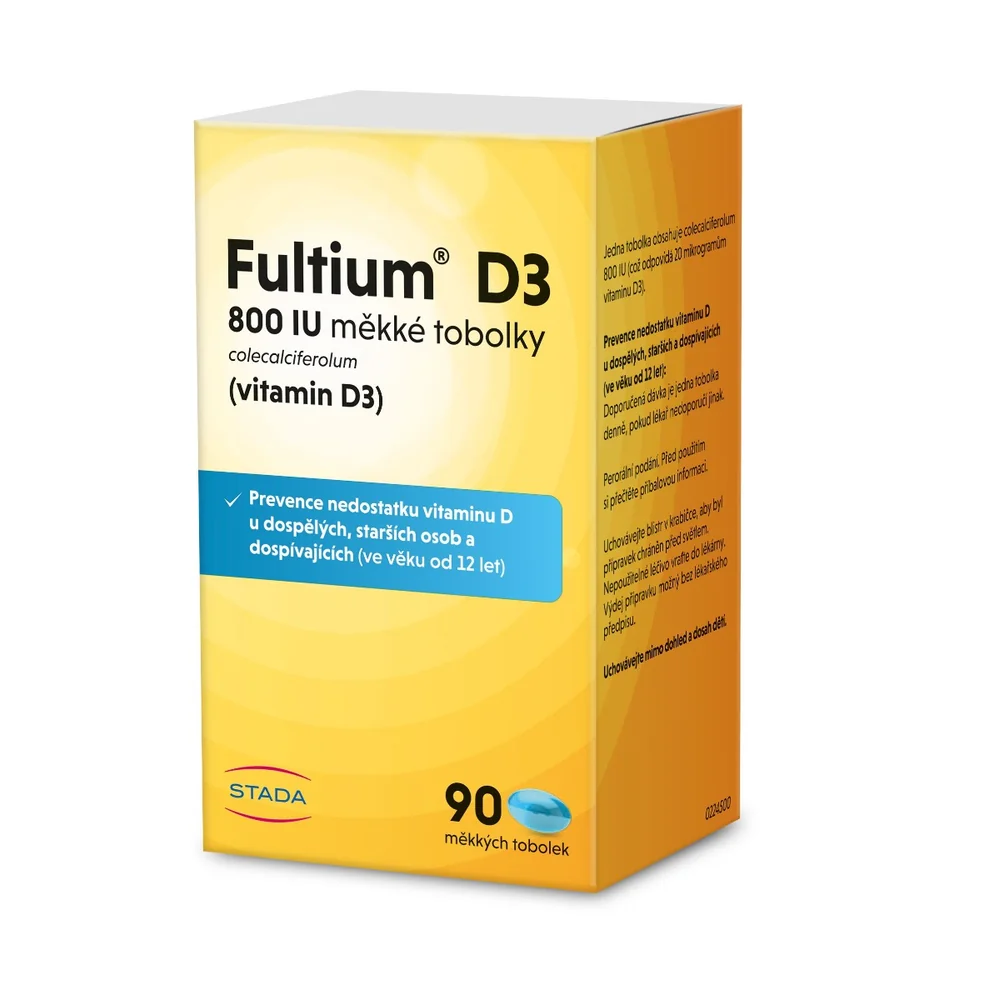 Fultium® D3
800 IU měkké tobolky
colecalciferolum
(vitamin D3)
Prevence nedostatku vitaminu D
u dospělých, starších osob a
dospívajících (ve věku od 12 let)
STADA
90
měkkých tobolek
Jedna tobolka obsahuje colecalciferolum
800 IU (což odpovídá 20 mikrogramům
vitaminu D3).
Prevence nedostatku vitaminu D
u dospělých, starších a dospívajících
(ve věku od 12 let):
Doporučená dávka je jedna tobolka
denně, pokud lékař nedoporučí jinak.
Perorální podání. Před použitím
si přečtěte příbalovou informaci.
Uchovávejte blistr v krabičce, aby byl
přípravek chráněn před světlem.
Nepoužitelné léčivo vraťte do lékárny.
Výdej přípravku možný bez lékařského
předpisu.
Uchovávejte mimo dohled a dosah dětí.
0224500